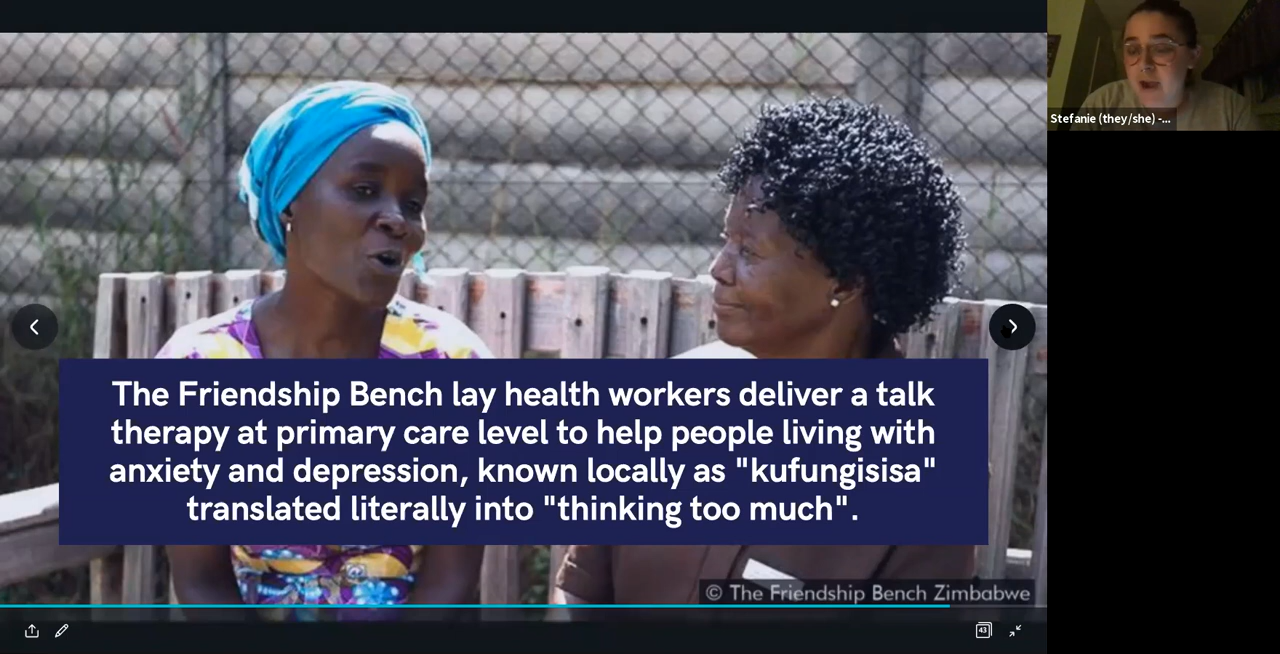 Stefanie (they/she) -...
The Friendship Bench lay health workers deliver a talk
therapy at primary care level to help people living with
anxiety and depression, known locally as "kufungisisa"
translated literally into "thinking too much".
© The Friendship Bench Zimbabwe
43